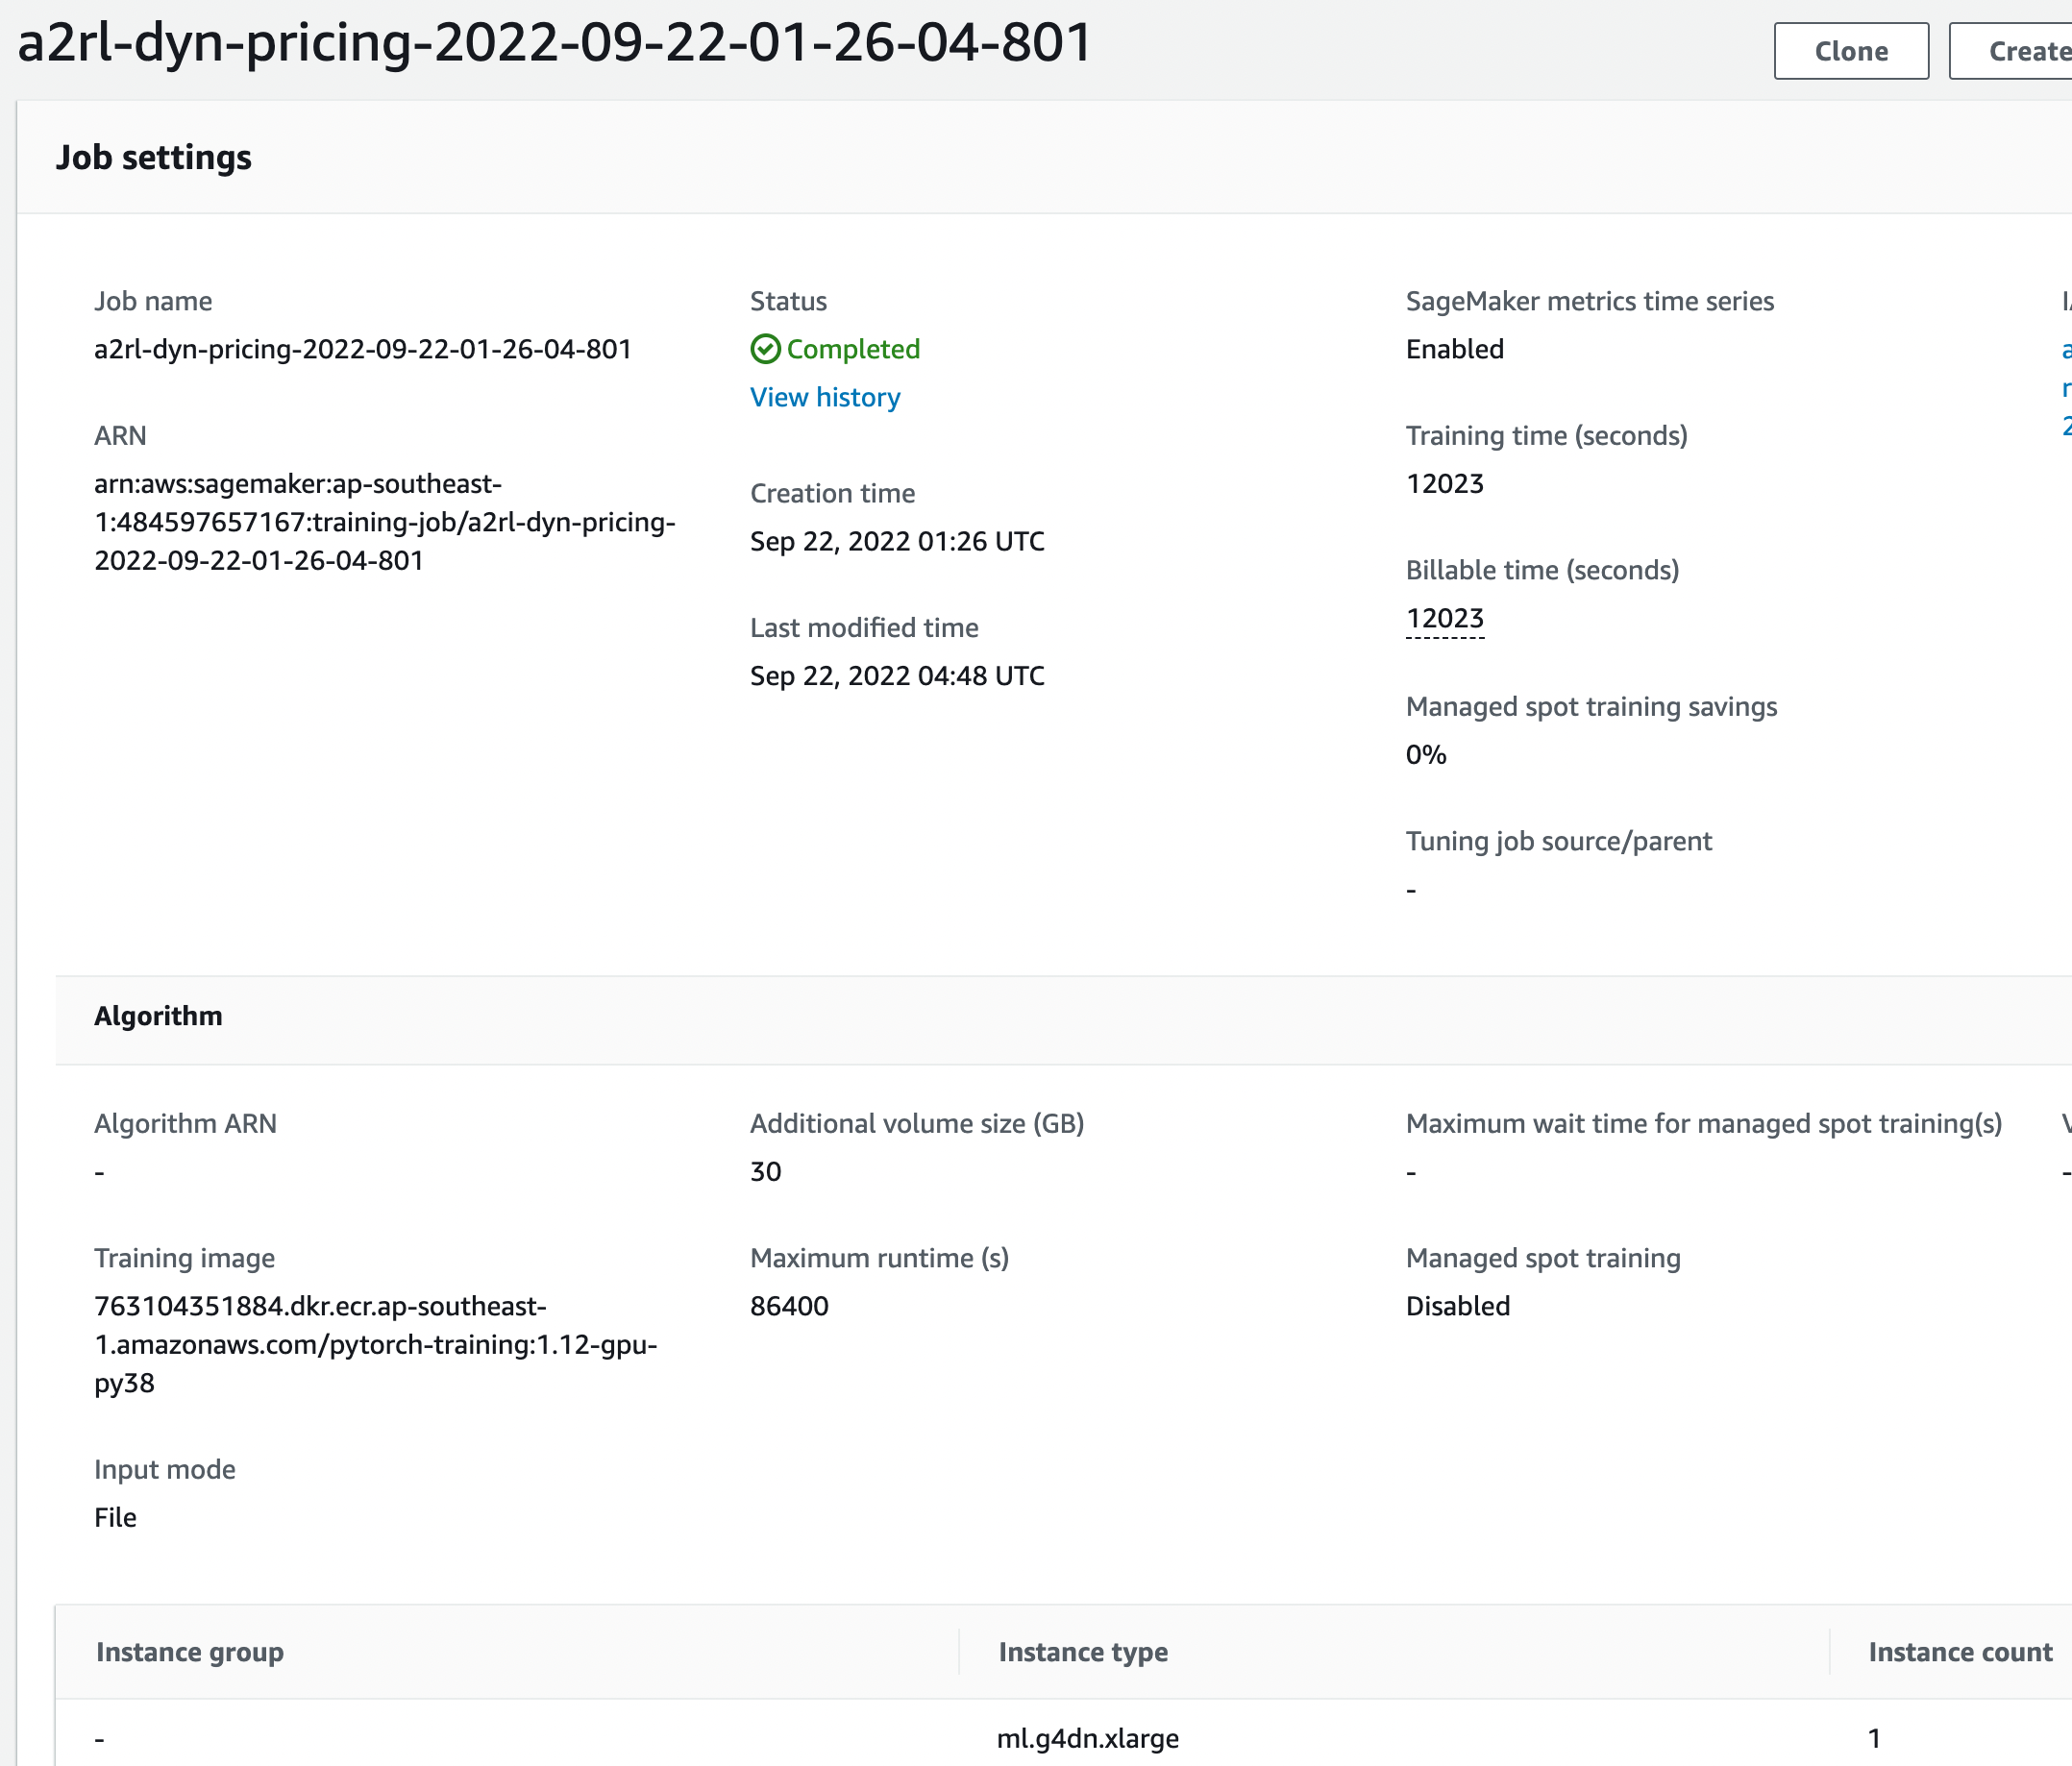 a2rl-dyn-pricing-2022-09-22-01-26-04-801
Clone
Create
Job settings
Job name
a2rl-dyn-pricing-2022-09-22-01-26-04-801
ARN
arn:aws:sagemaker:ap-southeast-
1:484597657167:training-job/a2rl-dyn-pricing-
2022-09-22-01-26-04-801
Status
Completed
View history
Creation time
Sep 22, 2022 01:26 UTC
Last modified time
Sep 22, 2022 04:48 UTC
SageMaker metrics time series
Enabled
Training time (seconds)
12023
Billable time (seconds)
12023
Managed spot training savings
0%
Tuning job source/parent
-
Algorithm
Algorithm ARN
-
Training image
763104351884.dkr.ecr.ap-southeast-
1.amazonaws.com/pytorch-training:1.12-gpu-
py38
Input mode
File
Additional volume size (GB)
30
Maximum runtime (s)
86400
Maximum wait time for managed spot training(s)
-
Managed spot training
Disabled
Instance group
Instance type
Instance count
-
ml.g4dn.xlarge
1